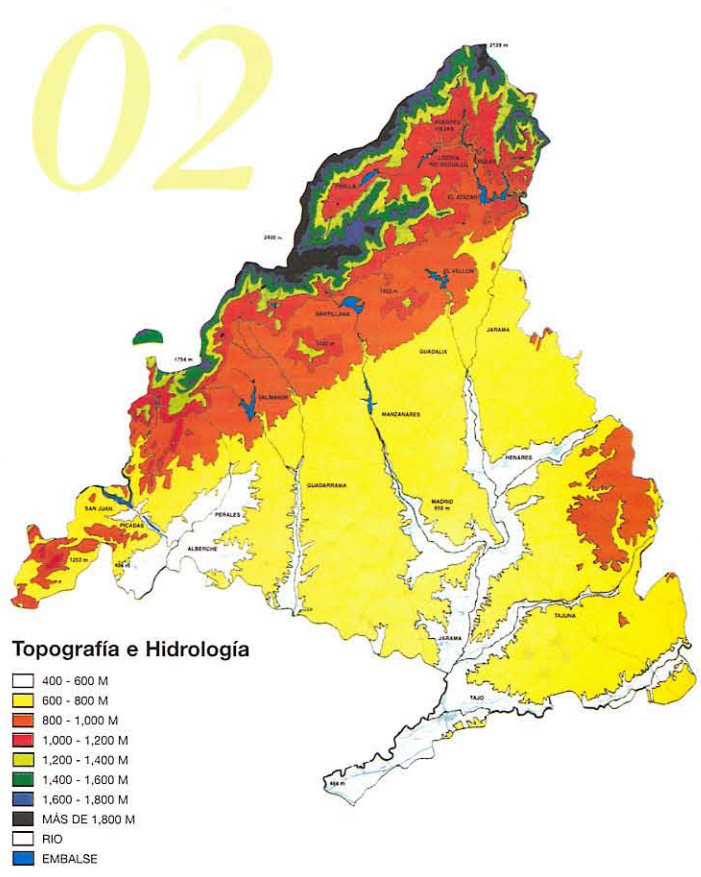 02
2129 m
PUENTES
VIEJAS
PINILLA
EL ATAZAR
2430 m
EL VELLON
SANTILLANA
JARAMA
GUADALIX
1754 m
VALMAYOR
MANZANARES
HENARES
GUADARRAMA
MADRID
SAN JUAN
PICADAS
PERALES
ALBERCHE
1253 m
TAJUÑA
JARAMA
TAJO
Topografía e Hidrología
400 - 600 M
600 - 800 M
800 - 1,000 M
1,000 - 1,200 M
1,200 - 1,400 M
1,400 - 1,600 M
1,600 - 1,800 M
MÁS DE 1,800 M
RIO
EMBALSE